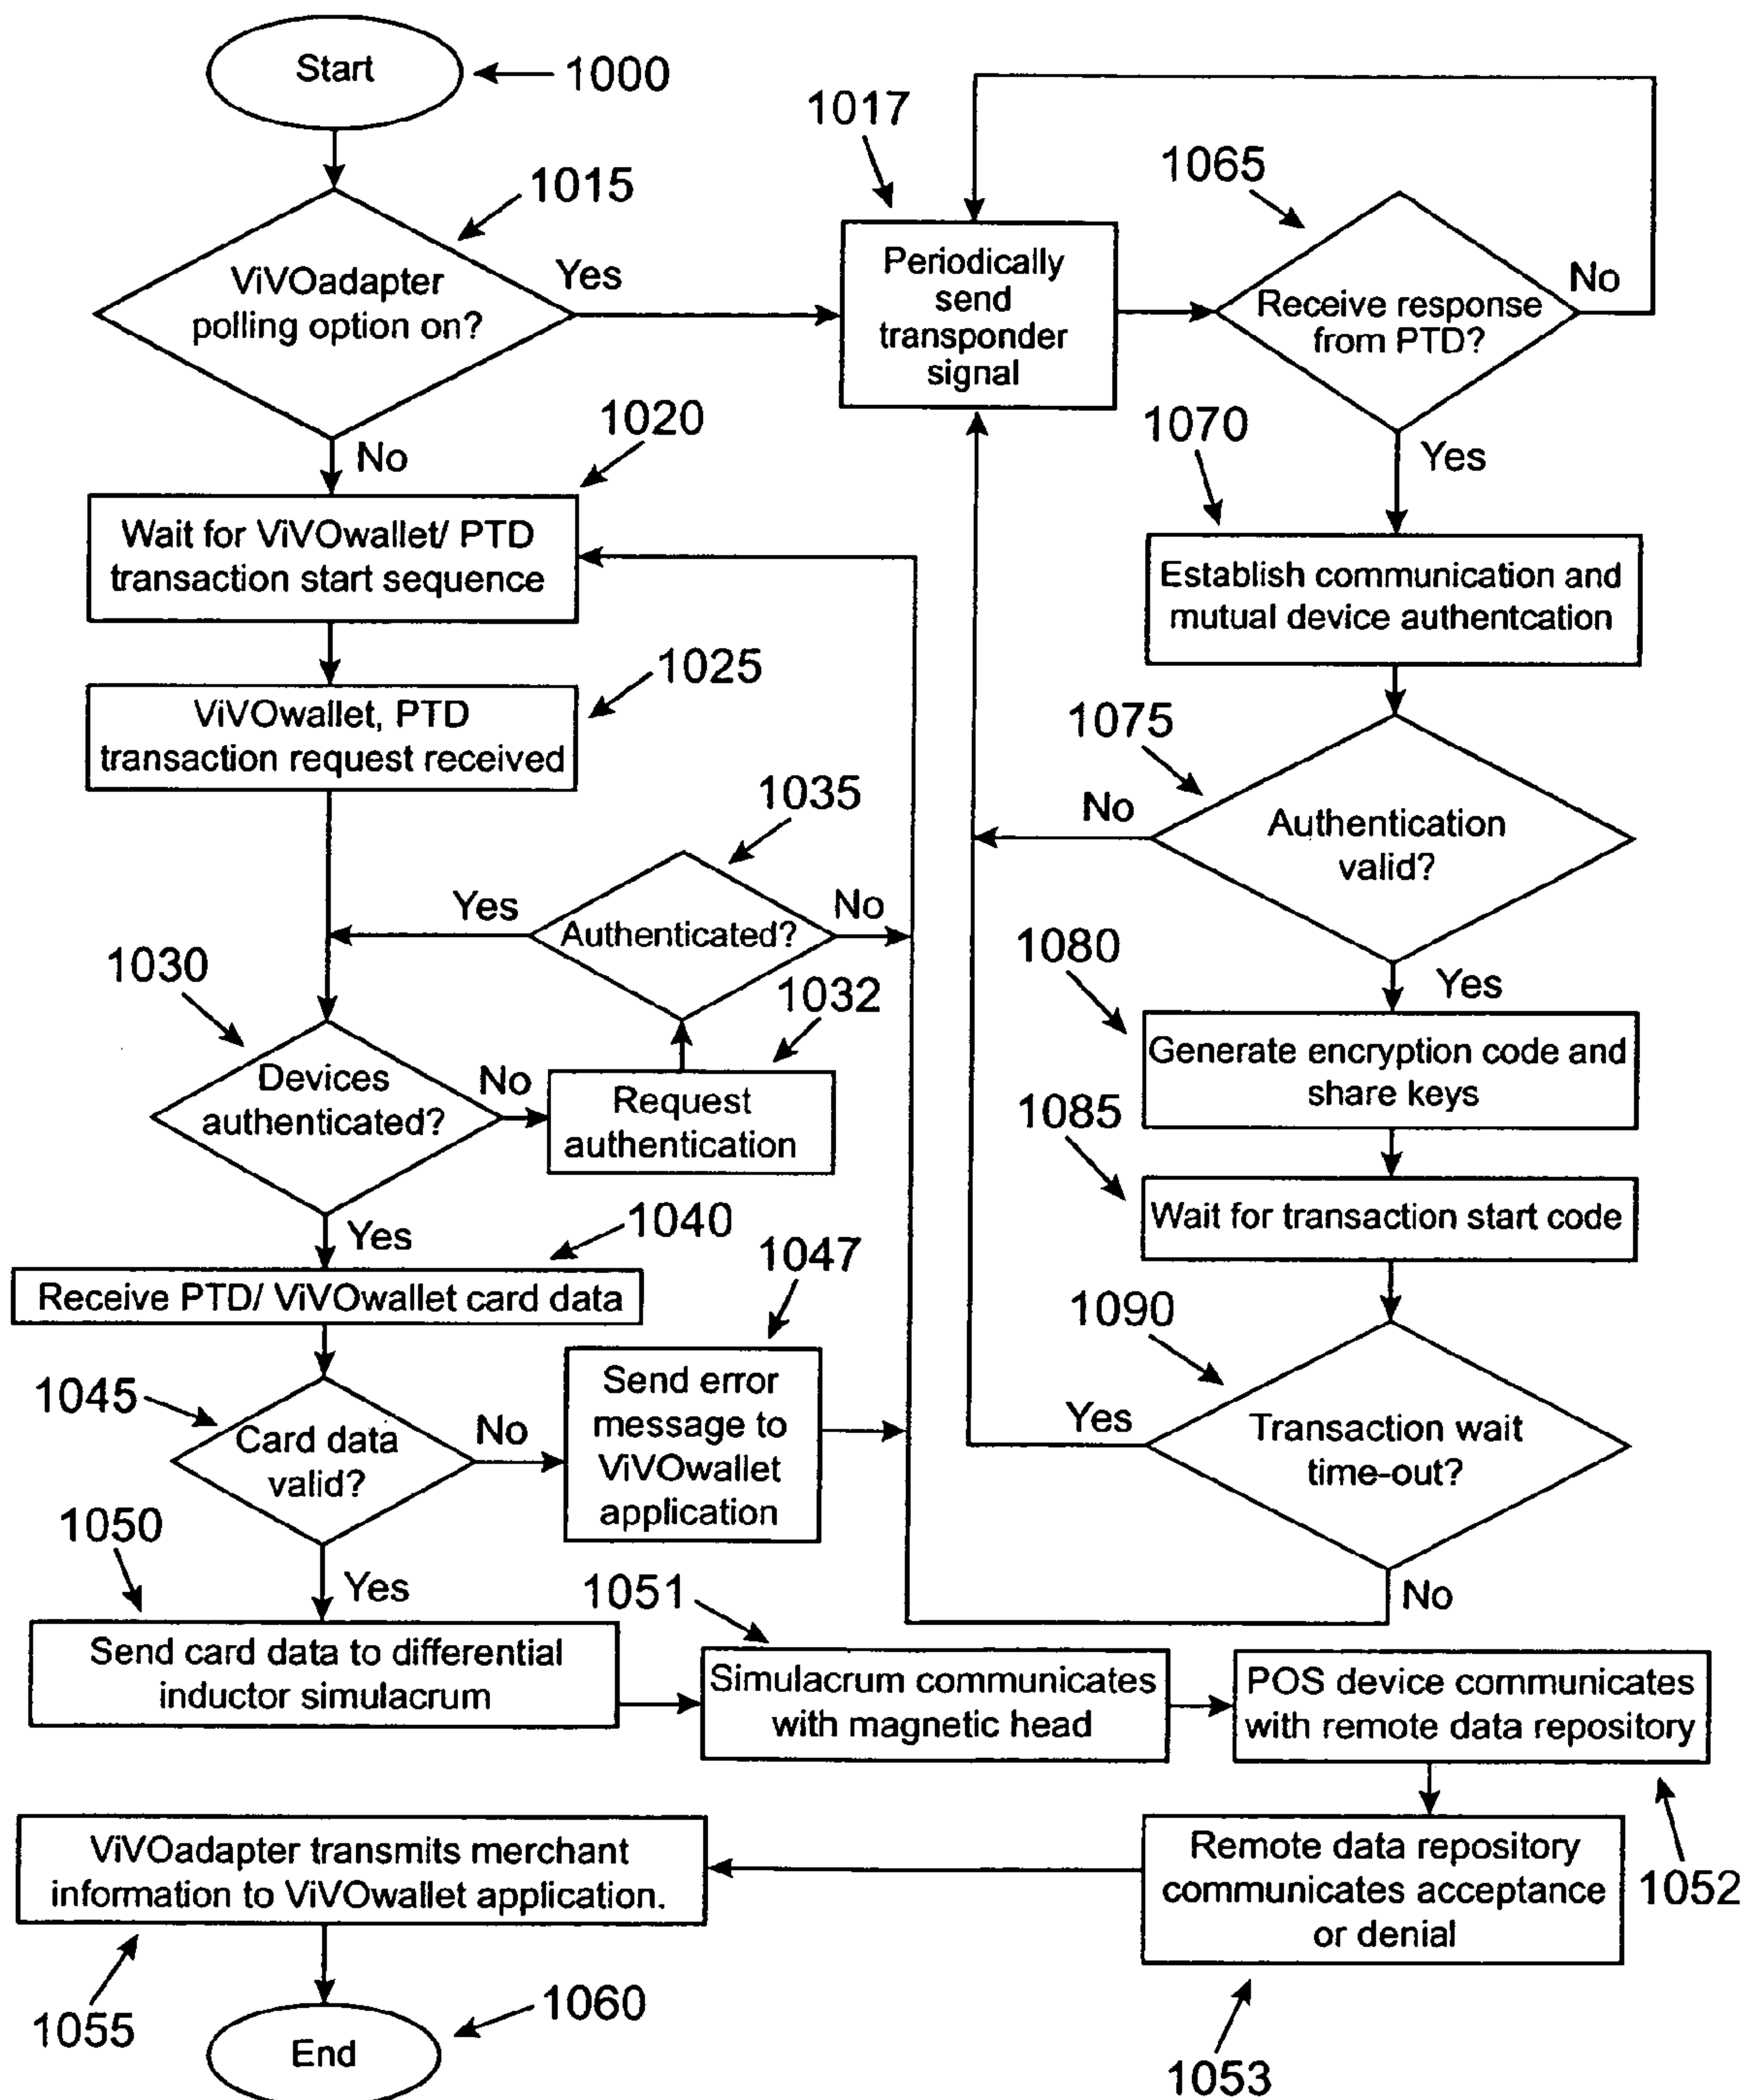 Start
1000
1015
ViVOadapter
polling option on?
Yes
No
1017
Periodically
send
transponder
signal
1065
Receive response
from PTD?
No
Yes
1020
Wait for ViVOwallet/ PTD
transaction start sequence
1025
ViVOwallet, PTD
transaction request received
1035
Authenticated?
Yes
No
1030
Devices
authenticated?
No
Yes
1032
Request
authentication
1040
Receive PTD/ ViVOwallet card data
1045
Card data
valid?
No
Yes
1047
Send error
message to
ViVOwallet
application
1070
Establish communication and
mutual device authentcation
1075
Authentication
valid?
No
Yes
1080
Generate encryption code and
share keys
1085
Wait for transaction start code
1090
Transaction wait
time-out?
Yes
No
1050
Send card data to differential
inductor simulacrum
1051
Simulacrum communicates
with magnetic head
POS device communicates
with remote data repository
1052
Remote data repository
communicates acceptance
or denial
1053
ViVOadapter transmits merchant
information to ViVOwallet application.
1055
End
1060